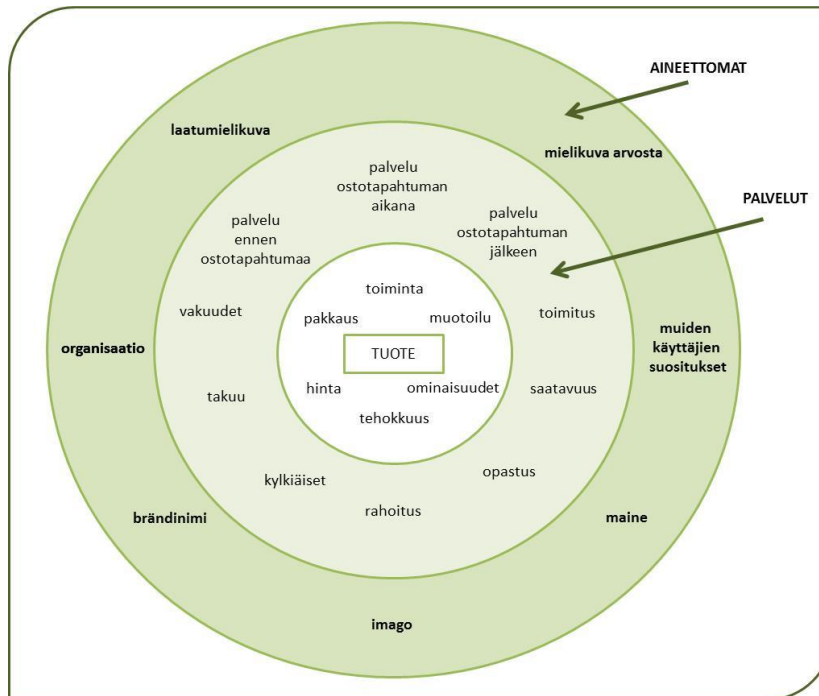 AINEETTOMAT
laatumielikuva
mielikuva arvosta
palvelu
ostotapahtuman
aikana
PALVELUT
palvelu
ennen
ostotapahtumaa
palvelu
ostotapahtuman
jälkeen
toiminta
vakuudet
pakkaus
muotoilu
toimitus
organisaatio
TUOTE
muiden
käyttäjien
suositukset
takuu
hinta
ominaisuudet
saatavuus
tehokkuus
kylkiäiset
opastus
rahoitus
brändinimi
maine
imago